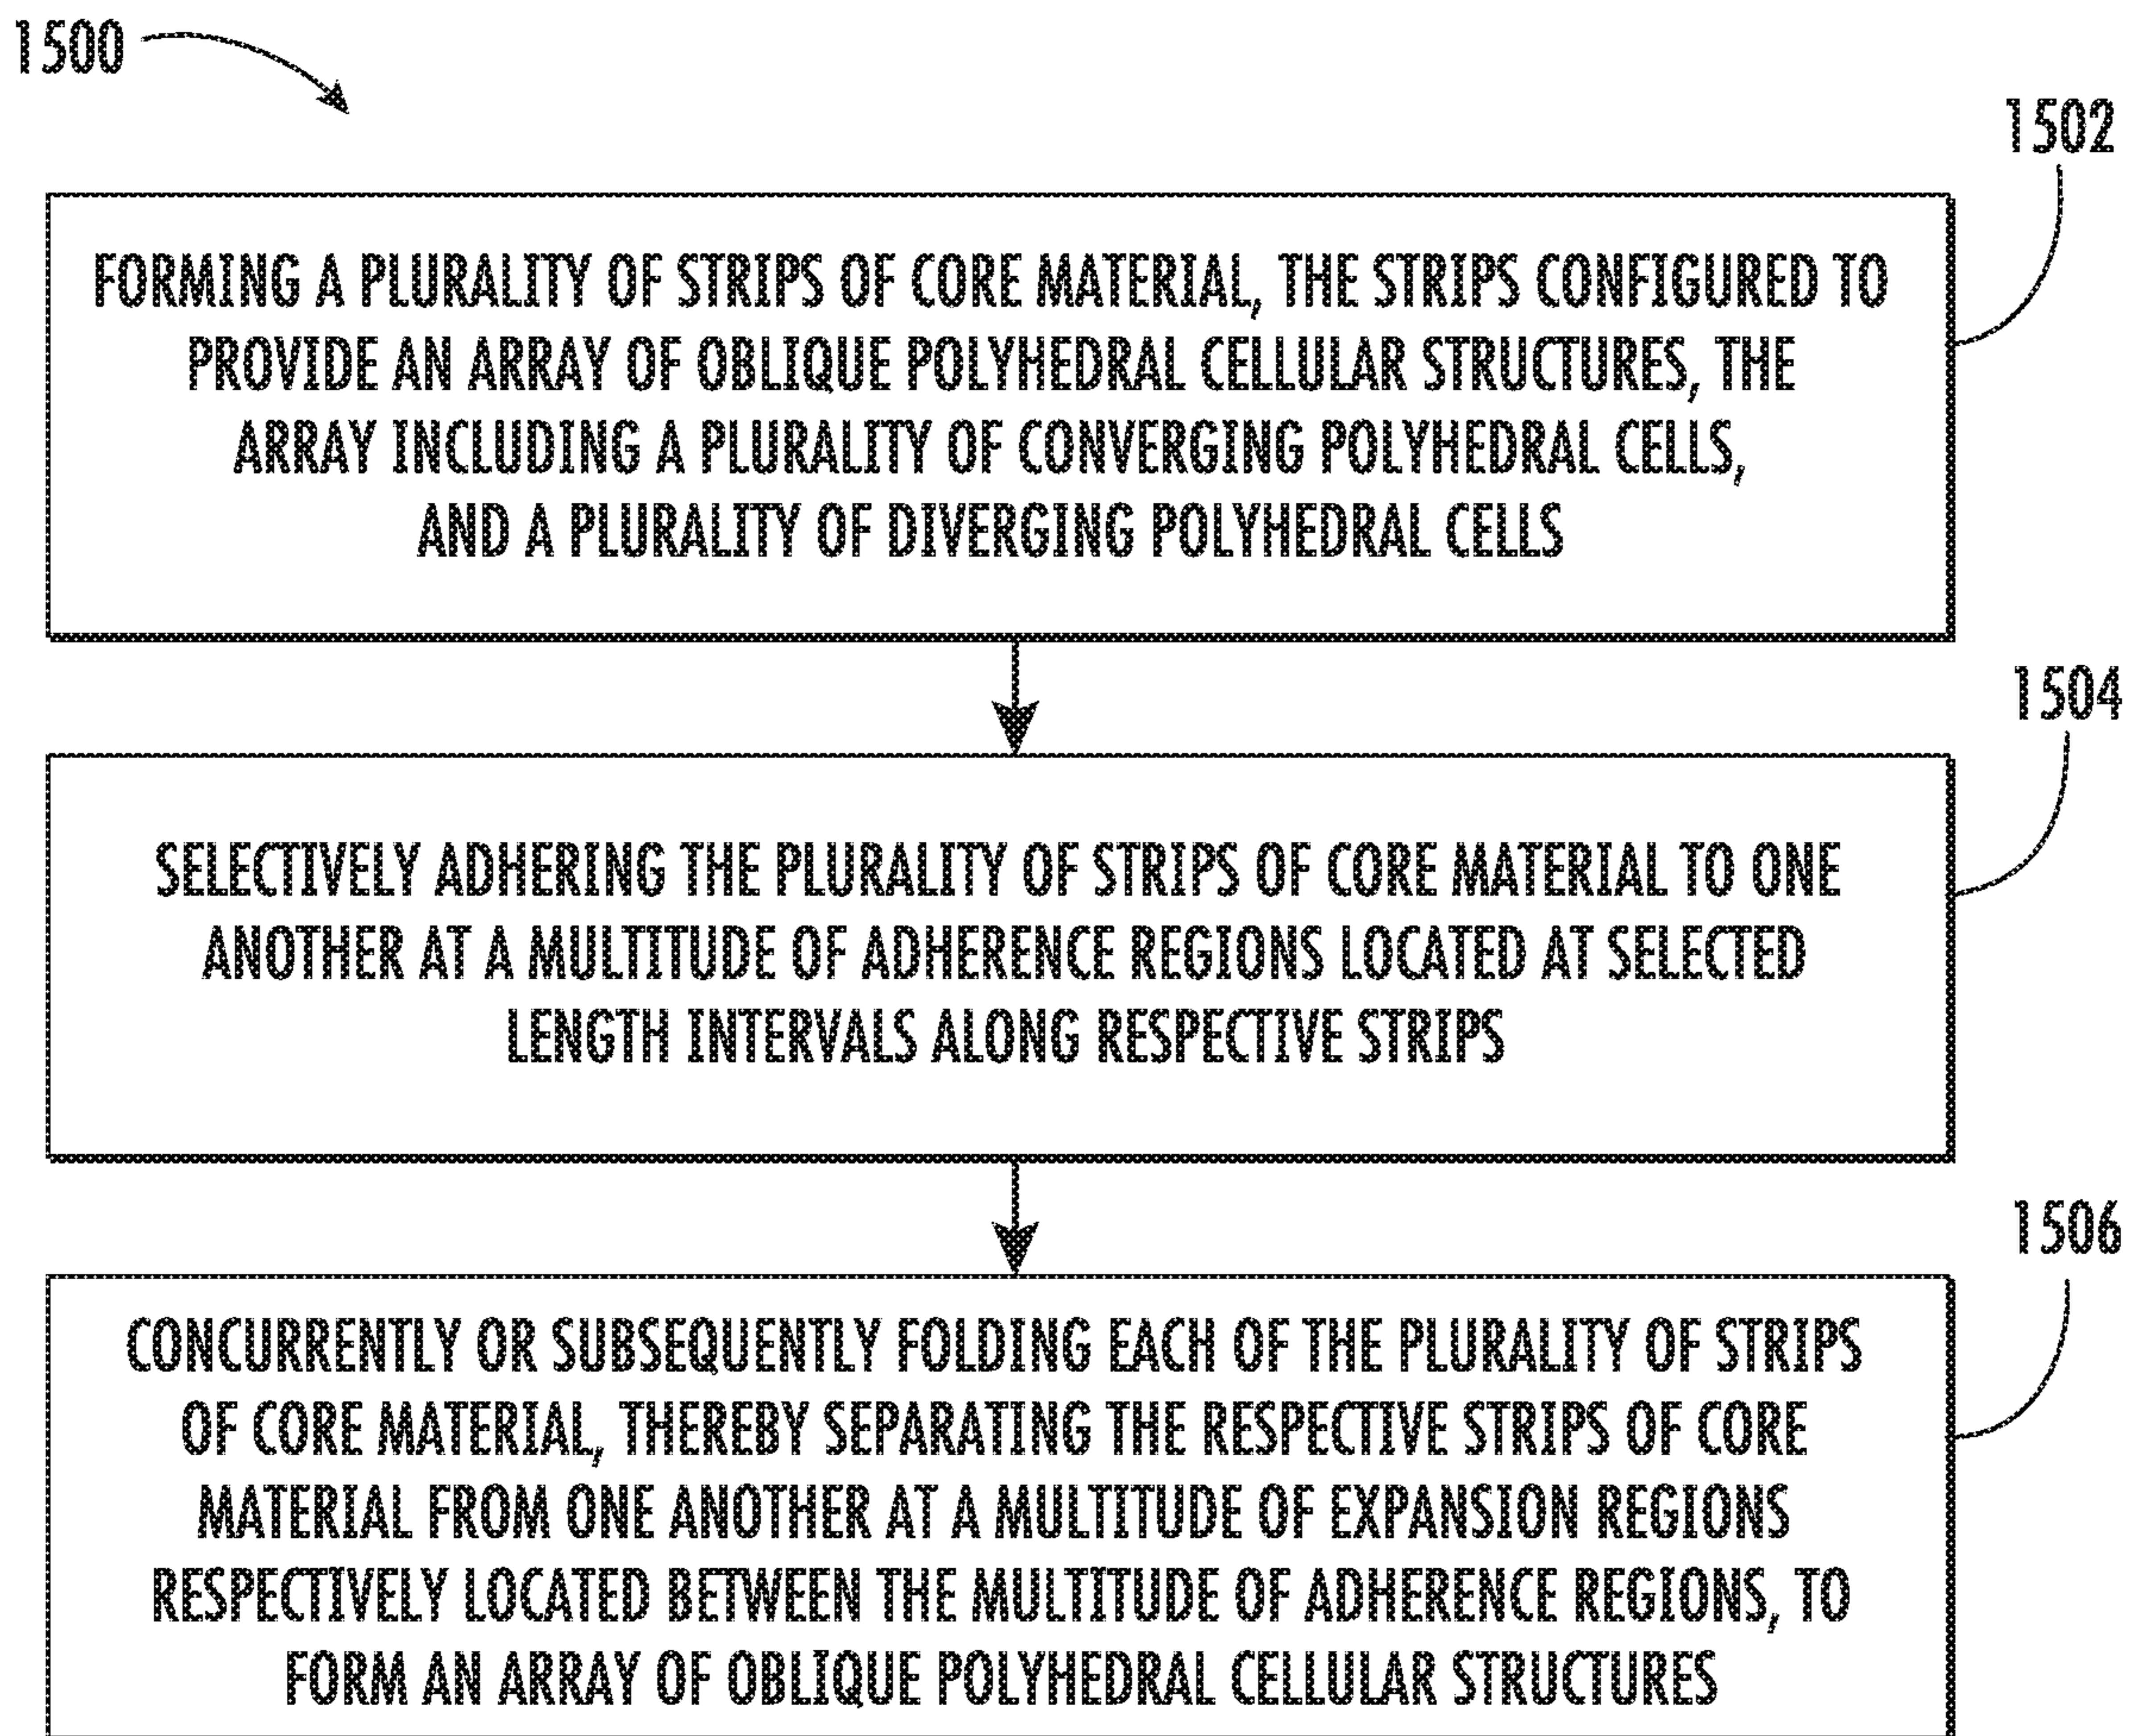 1500
1502
FORMING A PLURALITY OF STRIPS OF CORE MATERIAL, THE STRIPS CONFIGURED TO
PROVIDE AN ARRAY OF OBLIQUE POLYHEDRAL CELLULAR STRUCTURES, THE
ARRAY INCLUDING A PLURALITY OF CONVERGING POLYHEDRAL CELLS,
AND A PLURALITY OF DIVERGING POLYHEDRAL CELLS
1504
SELECTIVELY ADHERING THE PLURALITY OF STRIPS OF CORE MATERIAL TO ONE
ANOTHER AT A MULTITUDE OF ADHERENCE REGIONS LOCATED AT SELECTED
LENGTH INTERVALS ALONG RESPECTIVE STRIPS
1506
CONCURRENTLY OR SUBSEQUENTLY FOLDING EACH OF THE PLURALITY OF STRIPS
OF CORE MATERIAL, THEREBY SEPARATING THE RESPECTIVE STRIPS OF CORE
MATERIAL FROM ONE ANOTHER AT A MULTITUDE OF EXPANSION REGIONS
RESPECTIVELY LOCATED BETWEEN THE MULTITUDE OF ADHERENCE REGIONS, TO
FORM AN ARRAY OF OBLIQUE POLYHEDRAL CELLULAR STRUCTURES